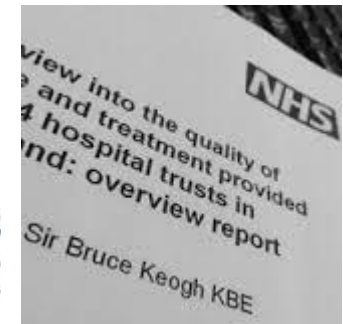 NHS
view into the quality of
e and treatment provided
4 hospital trusts in
and: overview report
Sir Bruce Keogh KBE